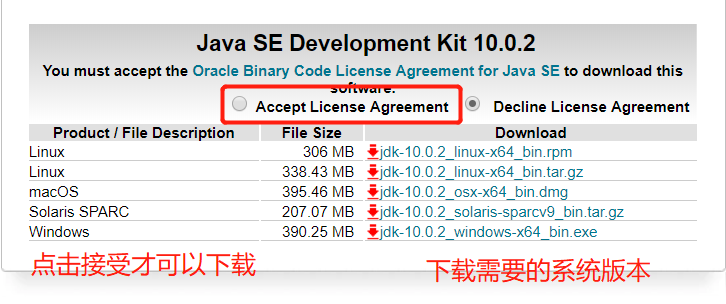 Java SE Development Kit 10.0.2
You must accept the Oracle Binary Code License Agreement for Java SE to download this
software.
Accept License Agreement Decline License Agreement
Product / File Description File Size Download
Linux 306 MB jdk-10.0.2_linux-x64_bin.rpm
Linux 338.43 MB jdk-10.0.2_linux-x64_bin.tar.gz
macOS 395.46 MB jdk-10.0.2_osx-x64_bin.dmg
Solaris SPARC 207.07 MB jdk-10.0.2_solaris-sparcv9_bin.tar.gz
Windows 390.25 MB jdk-10.0.2_windows-x64_bin.exe
点击接受才可以下载 下载需要的系统版本